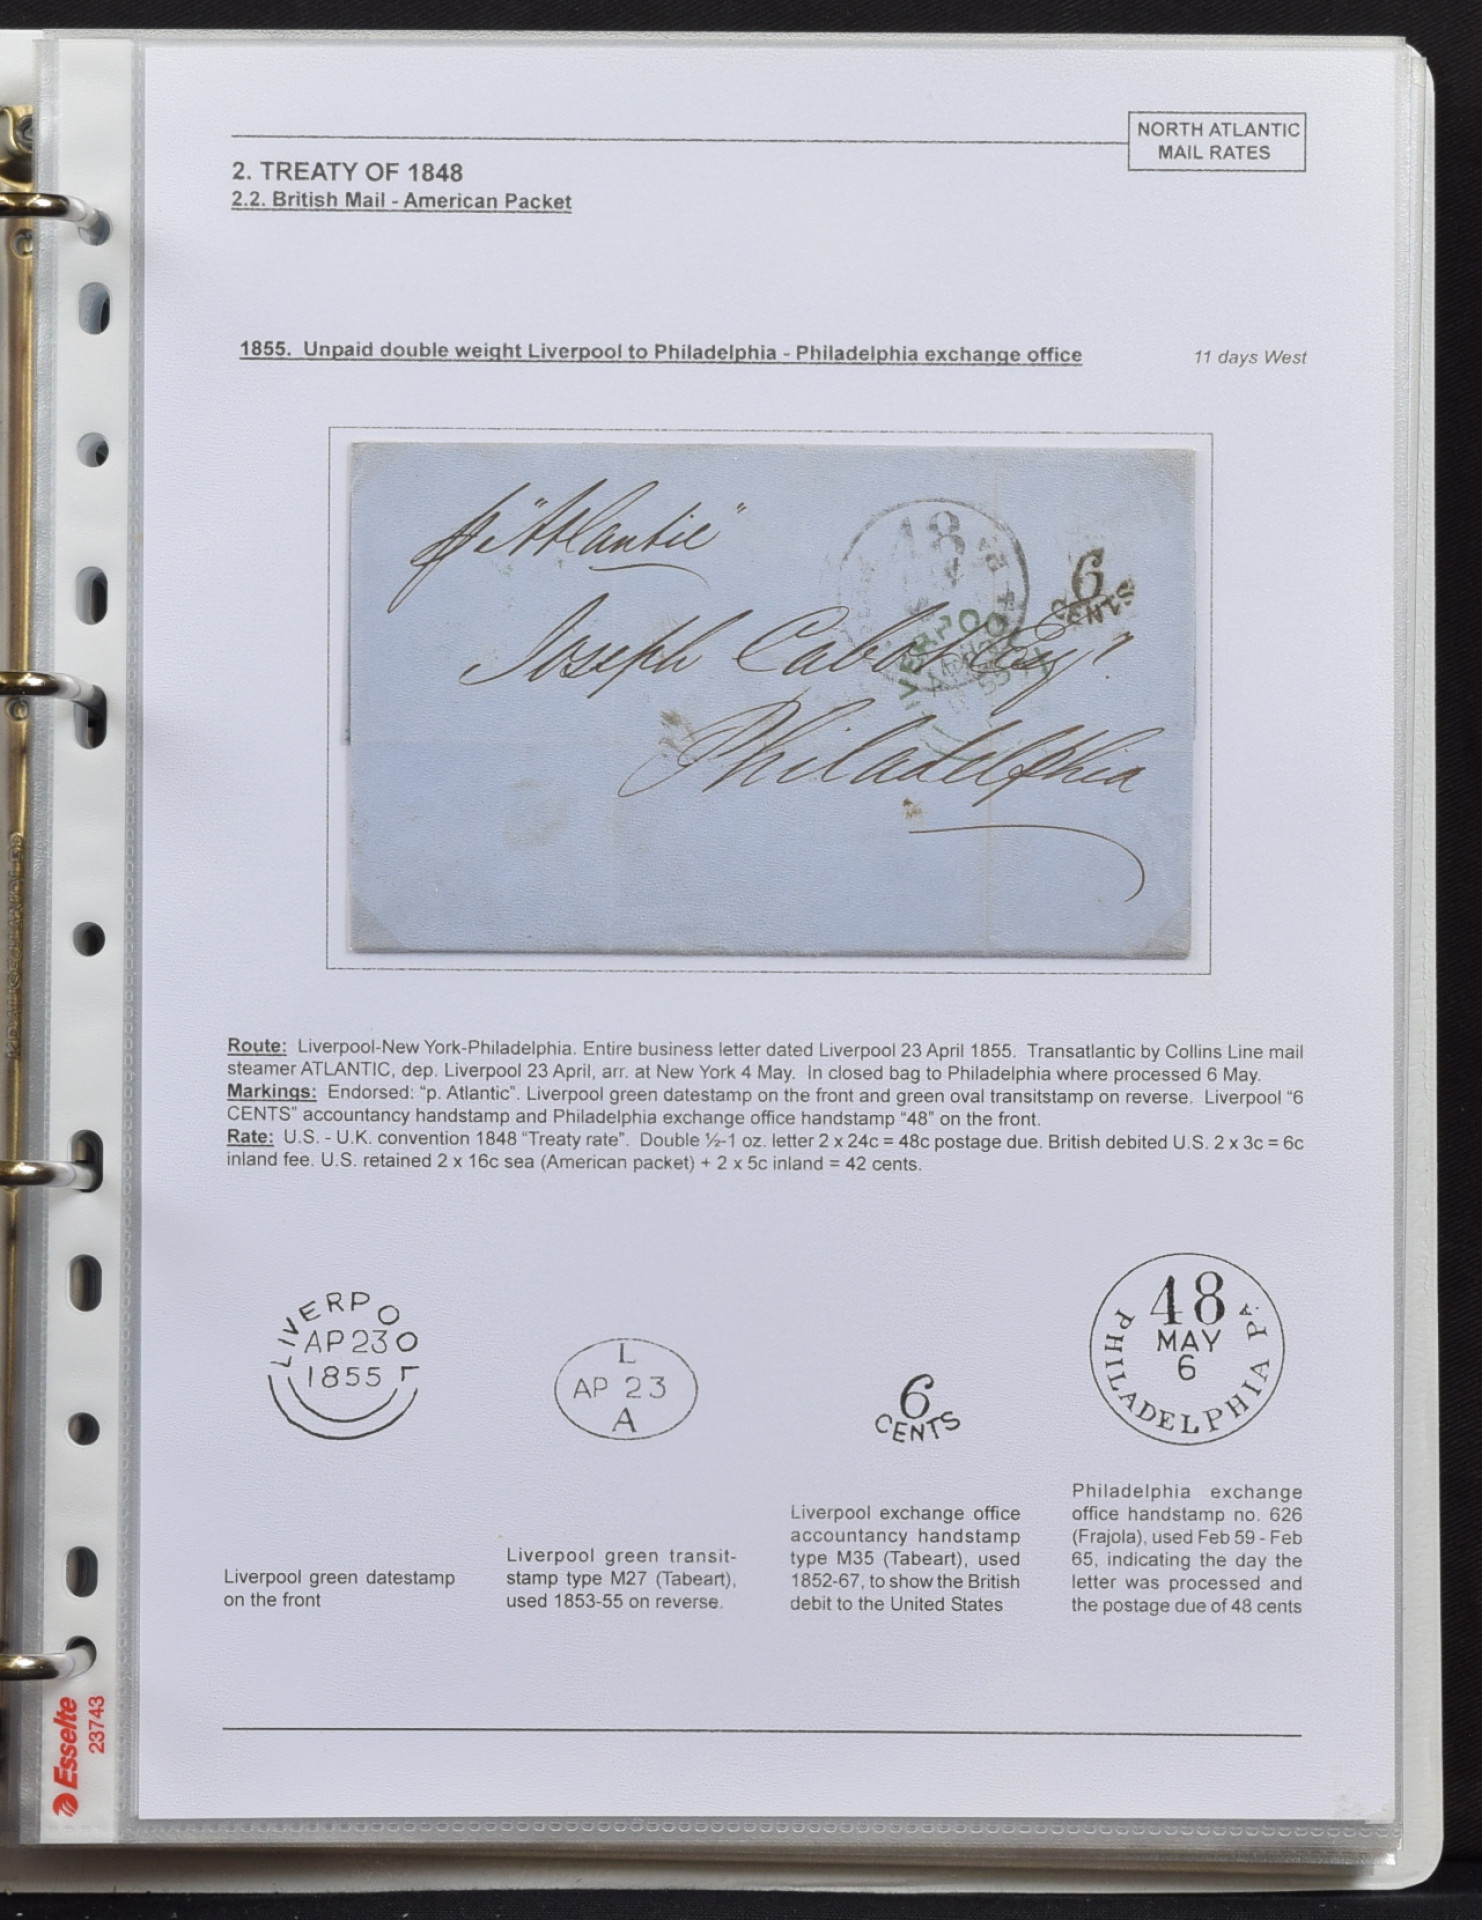 NORTH ATLANTIC
MAIL RATES
2. TREATY OF 1848
2.2. British Mail - American Packet
1855. Unpaid double weight Liverpool to Philadelphia - Philadelphia exchange office
11 days West
p "Atlantic"
48
6
CENTS
LIVERPOOL
Joseph Cabot Esqr.
Philadelphia
Route: Liverpool-New York-Philadelphia. Entire business letter dated Liverpool 23 April 1855. Transatlantic by Collins Line mail
steamer ATLANTIC, dep. Liverpool 23 April, arr. at New York 4 May. In closed bag to Philadelphia where processed 6 May.
Markings: Endorsed: "p. Atlantic". Liverpool green datestamp on the front and green oval transitstamp on reverse. Liverpool "6
CENTS" accountancy handstamp and Philadelphia exchange office handstamp "48" on the front.
Rate: U.S. - U.K. convention 1848 "Treaty rate". Double ½-1 oz. letter 2 x 24c = 48c postage due. British debited U.S. 2 x 3c = 6c
inland fee. U.S. retained 2 x 16c sea (American packet) + 2 x 5c inland = 42 cents.
LIVERPOOL
AP 23
1855
L
AP 23
A
6
CENTS
48
MAY
6
PHILADELPHIA Pa.
Liverpool green datestamp
on the front
Liverpool green transit-
stamp type M27 (Tabeart),
used 1853-55 on reverse.
Liverpool exchange office
accountancy handstamp
type M35 (Tabeart), used
1852-67, to show the British
debit to the United States
Philadelphia exchange
office handstamp no. 626
(Frajola), used Feb 59 - Feb
65, indicating the day the
letter was processed and
the postage due of 48 cents
Esselte
23743